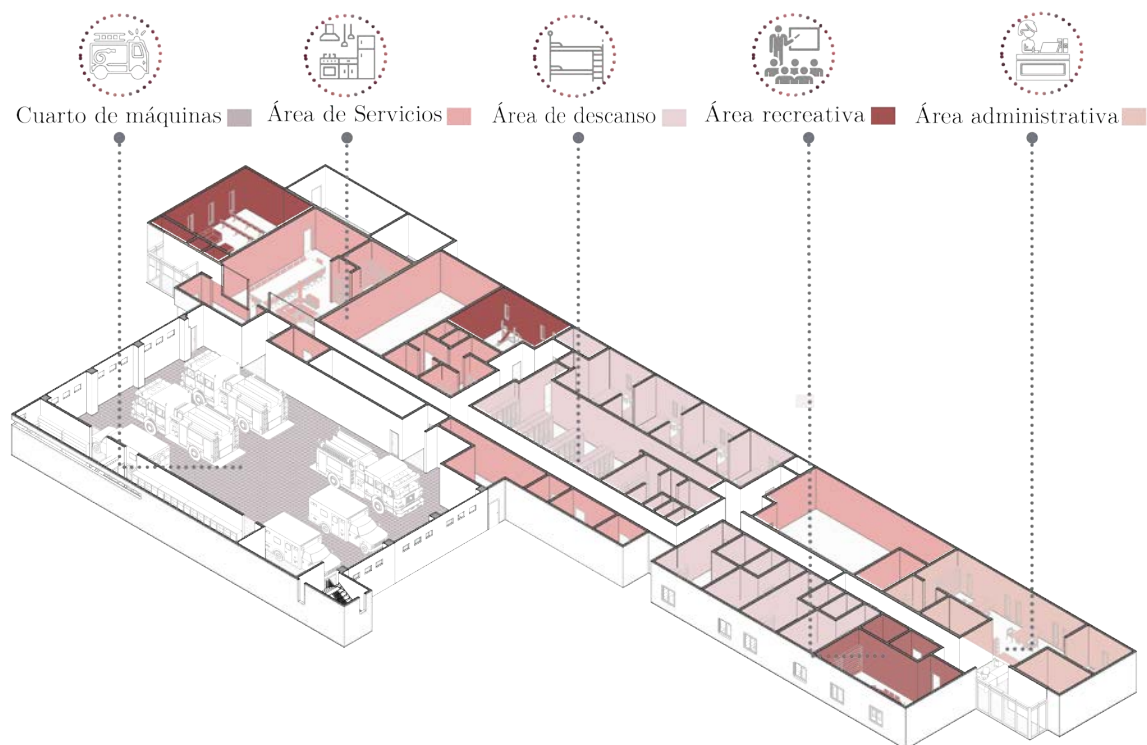 Cuarto de máquinas
Área de Servicios
Área de descanso
Área recreativa
Área administrativa